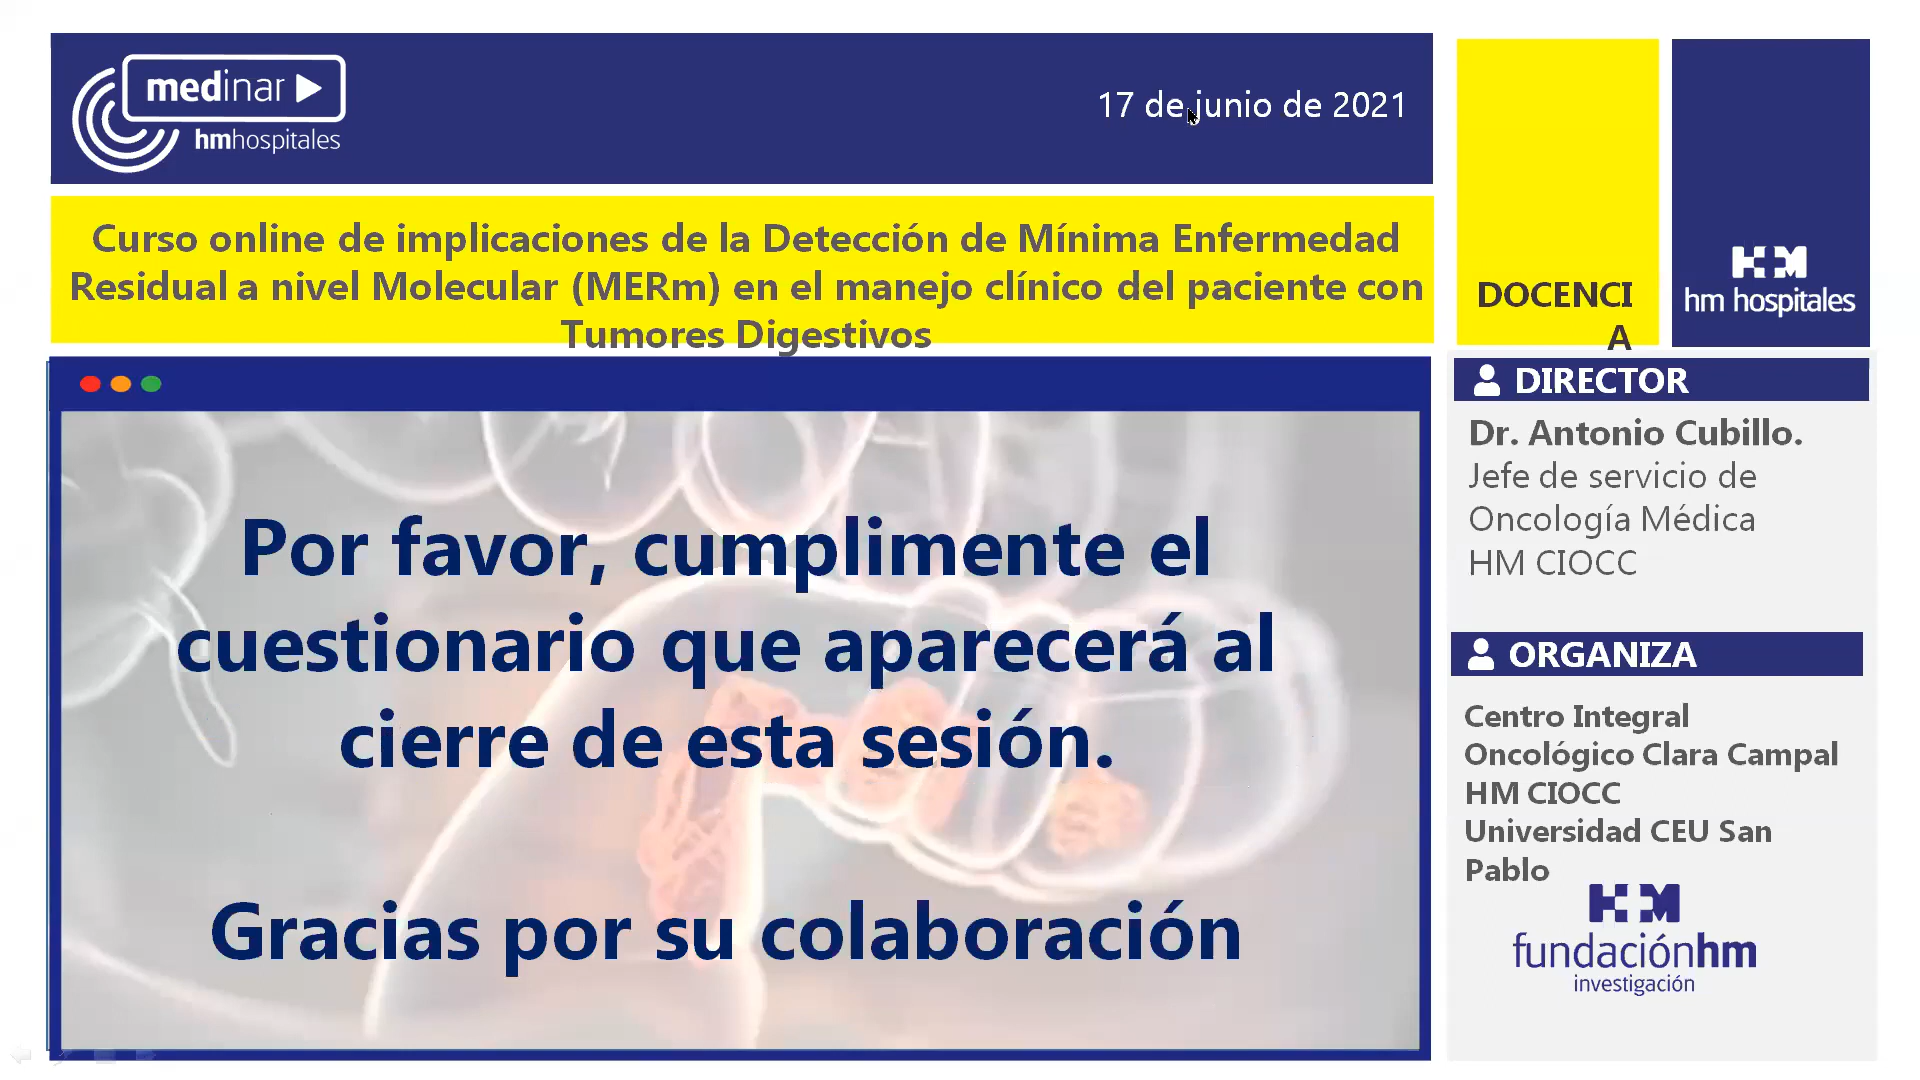 medinar
hmhospitales
17 de junio de 2021
Curso online de implicaciones de la Detección de Mínima Enfermedad
Residual a nivel Molecular (MERm) en el manejo clínico del paciente con
Tumores Digestivos
DOCENCI
A
HM
hm hospitales
Por favor, cumplimente el
cuestionario que aparecerá al
cierre de esta sesión.
Gracias por su colaboración
DIRECTOR
Dr. Antonio Cubillo.
Jefe de servicio de
Oncología Médica
HM CIOCC
ORGANIZA
Centro Integral
Oncológico Clara Campal
HM CIOCC
Universidad CEU San
Pablo
HM
fundaciónhm
investigación